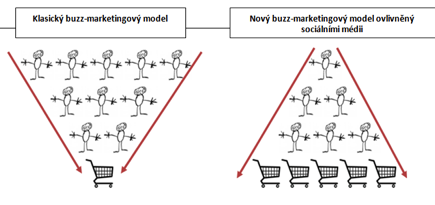 Klasický buzz-marketingový model
Nový buzz-marketingový model ovlivněný
sociálními médii